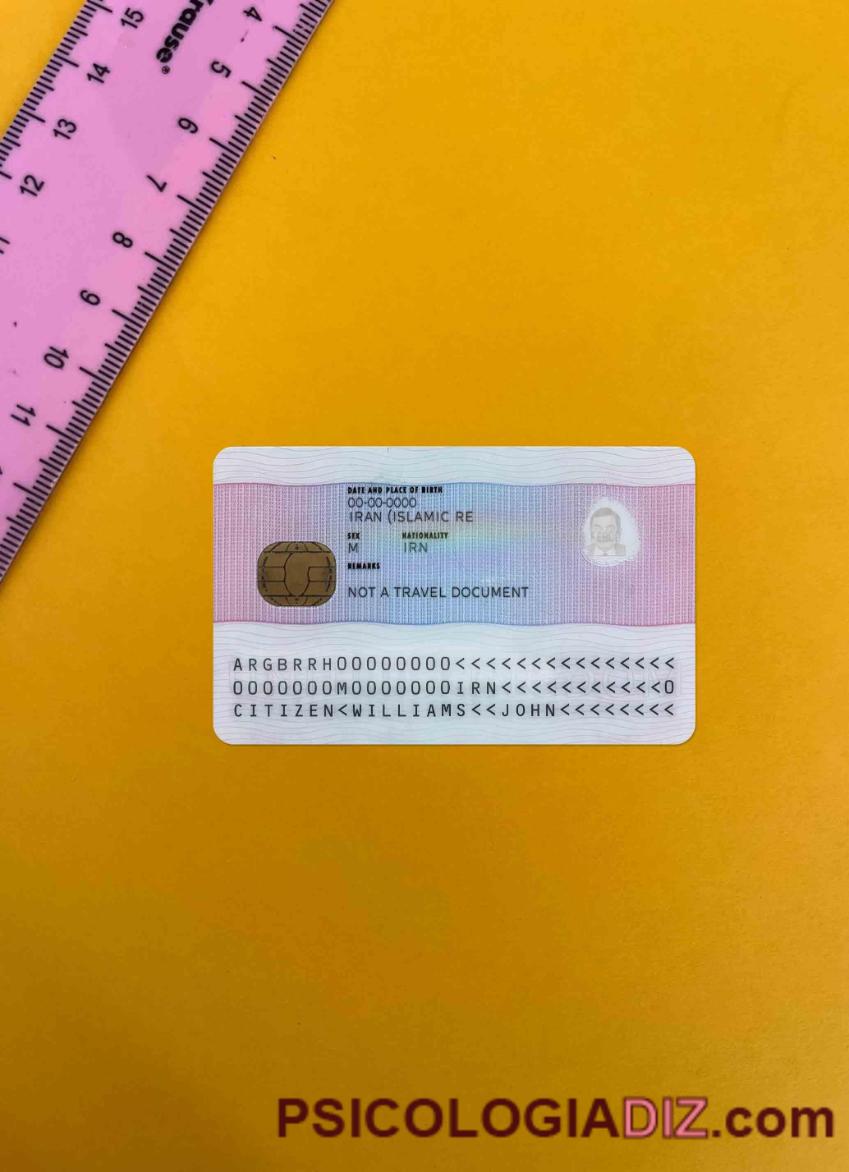 rause®
15
14
13
12
4
5
6
7
8
9
10
11
DATE AND PLACE OF BIRTH
00-00-0000
IRAN (ISLAMIC RE
SEX NATIONALITY
M IRN
REMARKS
NOT A TRAVEL DOCUMENT
ARGBRRH00000000<<<<<<<<<<<<<<<
0000000M0000000IRN<<<<<<<<<<<0
CITIZEN<WILLIAMS<<JOHN<<<<<<<<
PSICOLOGIADIZ.com